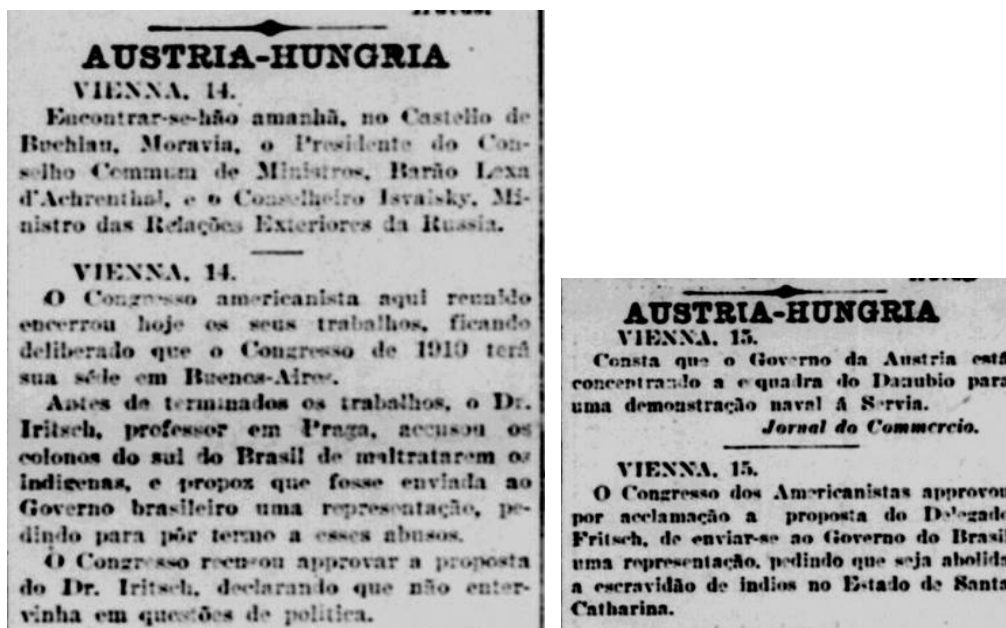 AUSTRIA-HUNGRIA
VIENNA, 14.
Encontrar-se-hão amanhã, no Castello de
Buchlau, Moravia, o Presidente do Con-
selho Commum de Ministros, Barão Lexa
d'Achrenthal, e o Conselheiro Isvalsky, Mi-
nistro das Relações Exteriores da Russia.
VIENNA, 14.
O Congresso americanista aqui reunido
encerrou hoje os seus trabalhos, ficando
deliberado que o Congresso de 1910 terá
sua séde em Buenos-Aires.
Antes de terminados os trabalhos, o Dr.
Iritsch, professor em Praga, accusou os
colonos do sul do Brasil de maltratarem os
indigenas, e propoz que fosse enviada ao
Governo brasileiro uma representação, pe-
dindo para pôr termo a esses abusos.
O Congresso recusou approvar a proposta
do Dr. Iritsch, declarando que não enter-
vinha em questões de politica.
AUSTRIA-HUNGRIA
VIENNA, 15.
Consta que o Governo da Austria está
concentrando a e quadra do Danubio para
uma demonstração naval á Servia.
Jornal do Commercio.
VIENNA, 15.
O Congresso dos Americanistas approvou
por acclamação a proposta do Delegado
Fritsch, de enviar-se ao Governo do Brasil
uma representação, pedindo que seja abolida
a escravidão de indios no Estado de Santa
Catharina.